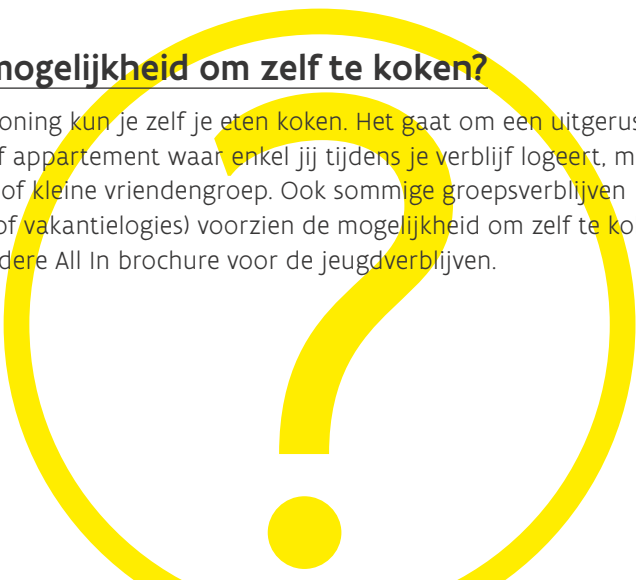 mogelijkheid om zelf te koken?
oning kun je zelf je eten koken. Het gaat om een uitgerus
f appartement waar enkel jij tijdens je verblijf logeert, m
of kleine vriendengroep. Ook sommige groepsverblijven
of vakantielogies) voorzien de mogelijkheid om zelf te ko
dere All In brochure voor de jeugdverblijven.